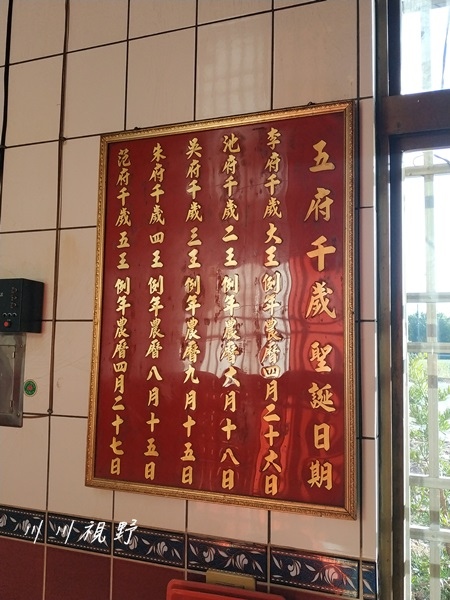 五府千歲聖誕日期
李府千歲大王例年農曆四月二十六日
池府千歲二王例年農曆六月十八日
吳府千歲三王例年農曆九月十五日
朱府千歲四王例年農曆八月十五日
范府千歲五王例年農曆四月二十七日
川川視野